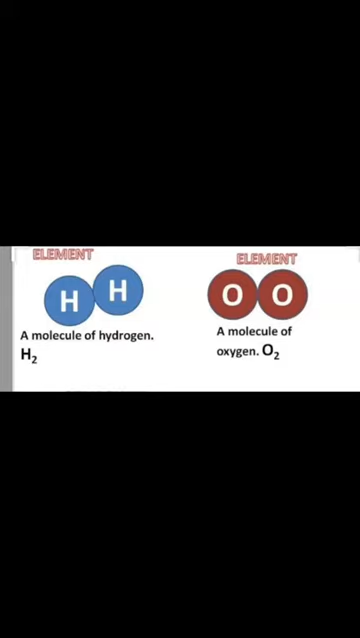 ELEMENT
H H
A molecule of hydrogen.
H₂
ELEMENT
O O
A molecule of
oxygen. O₂